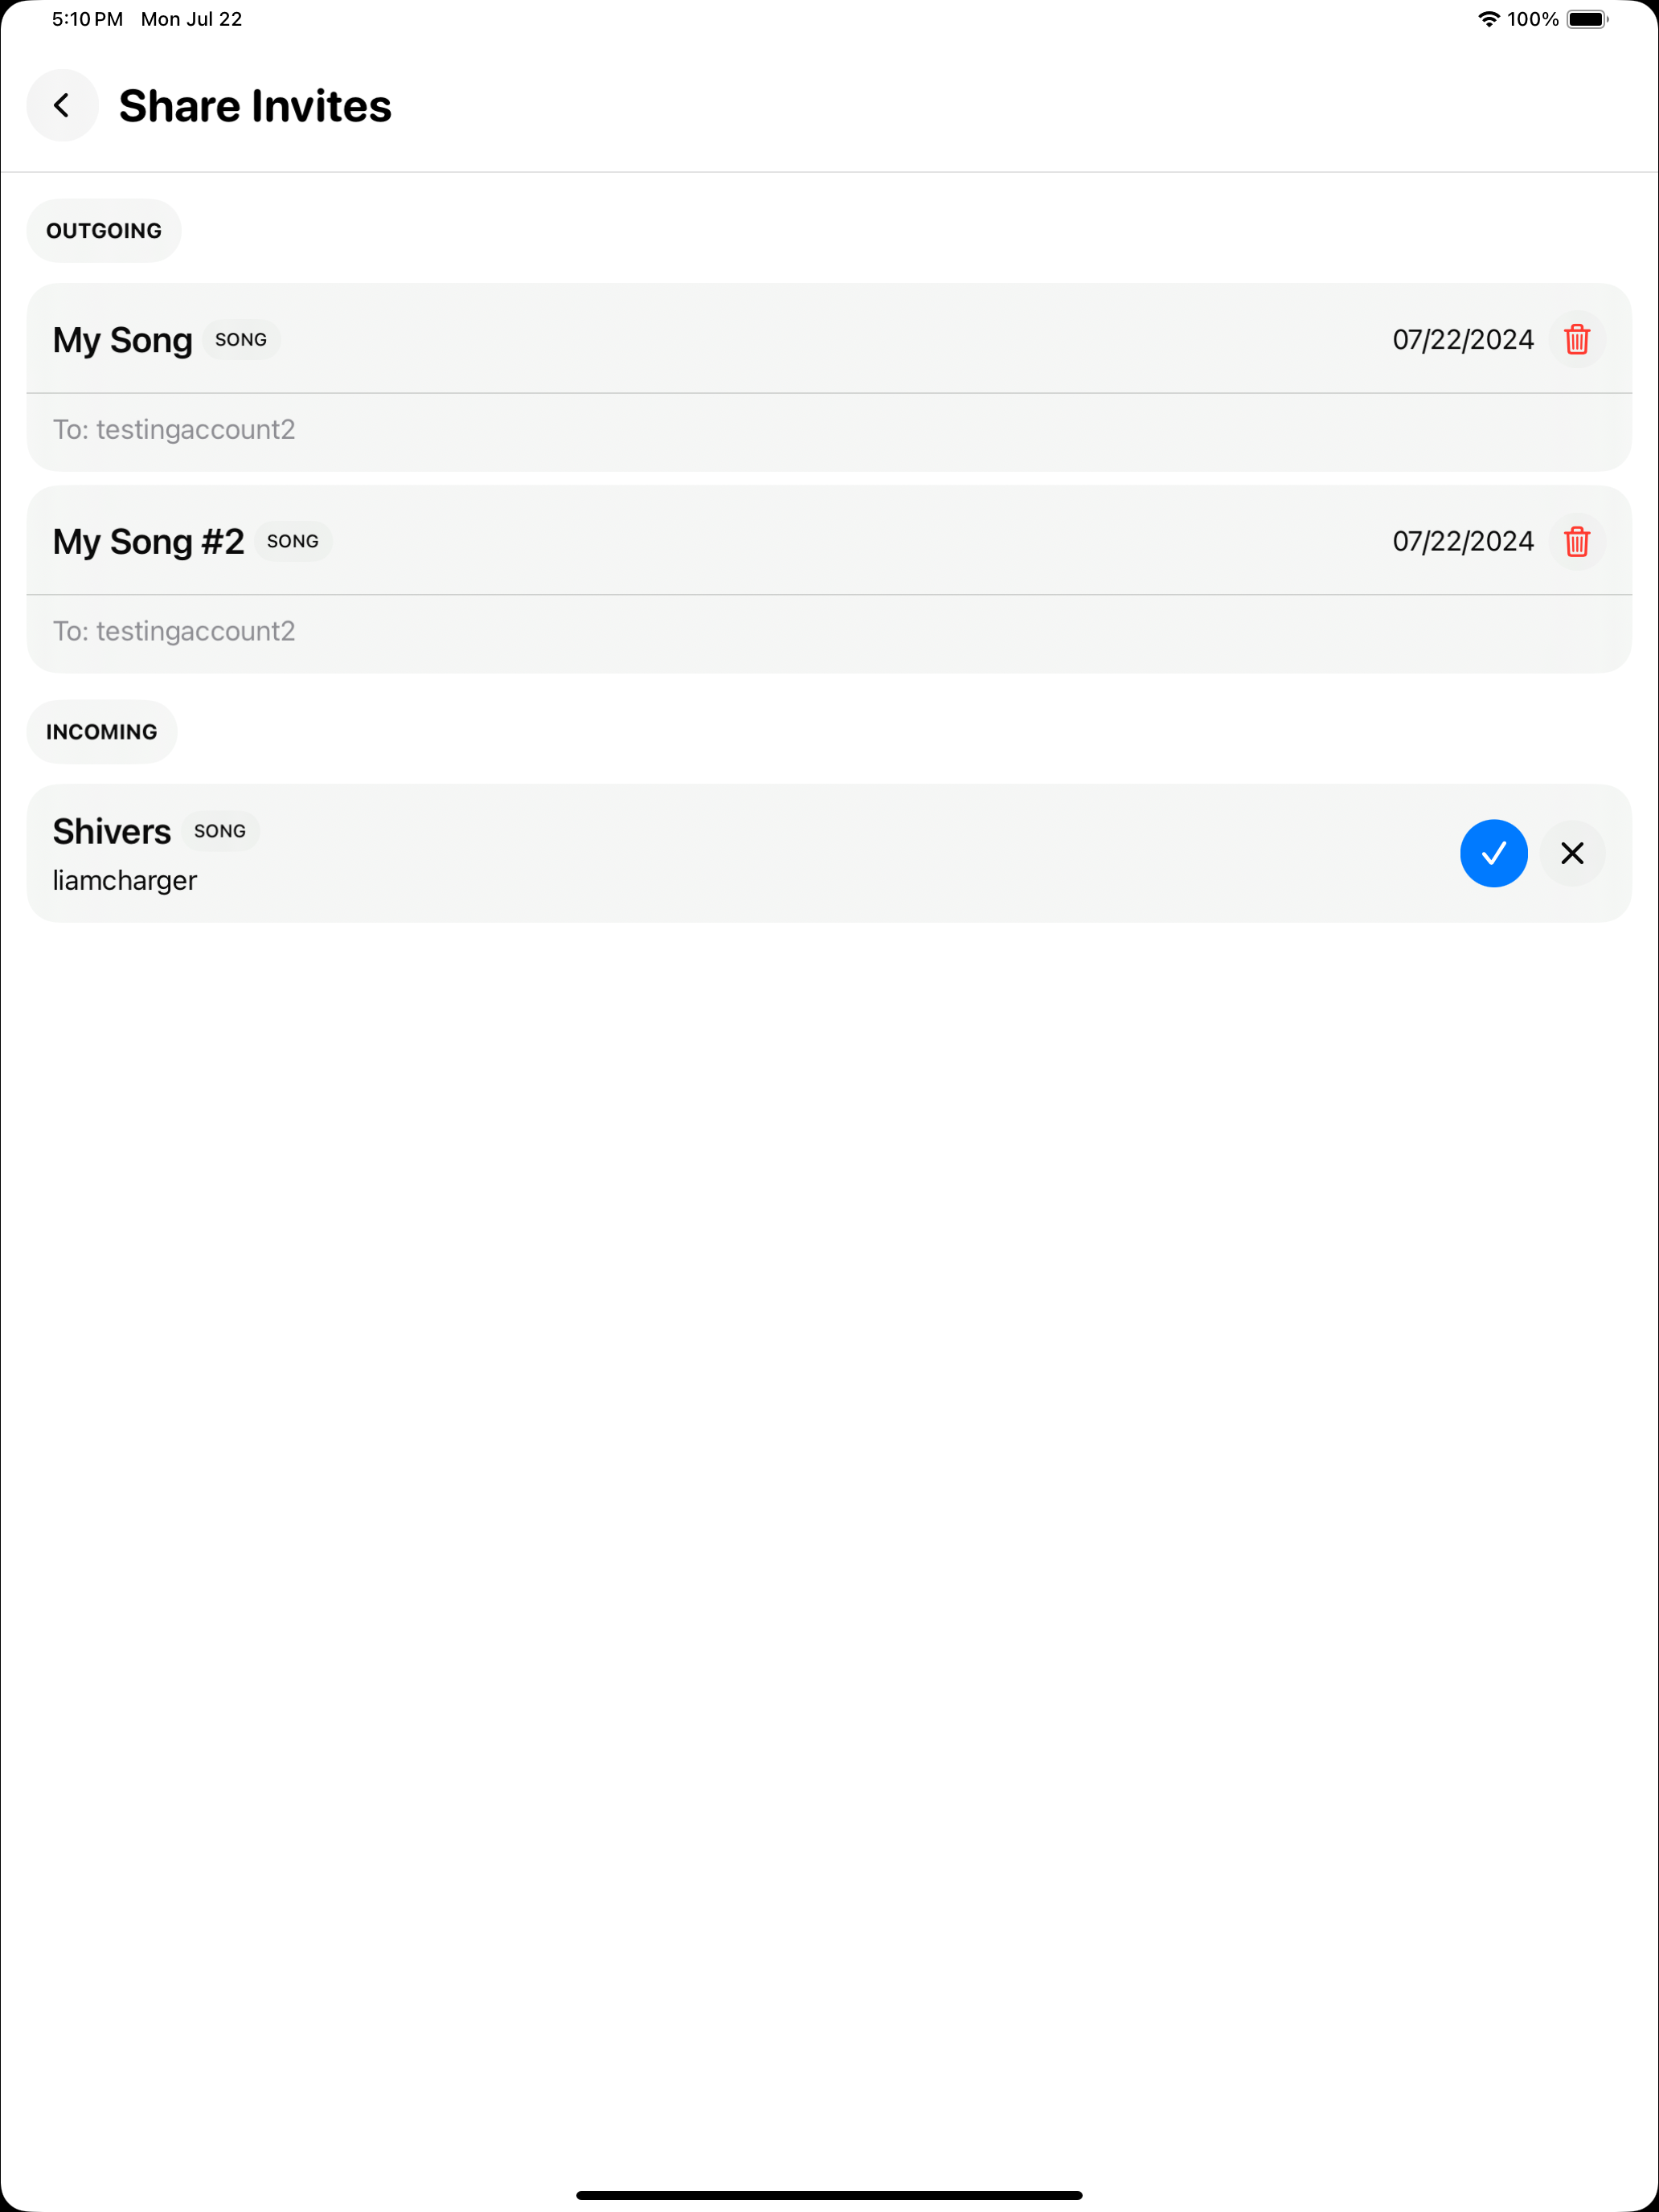 5:10 PM Mon Jul 22 100%
Share Invites
OUTGOING
My Song SONG 07/22/2024
To: testingaccount2
My Song #2 SONG 07/22/2024
To: testingaccount2
INCOMING
Shivers SONG
liamcharger